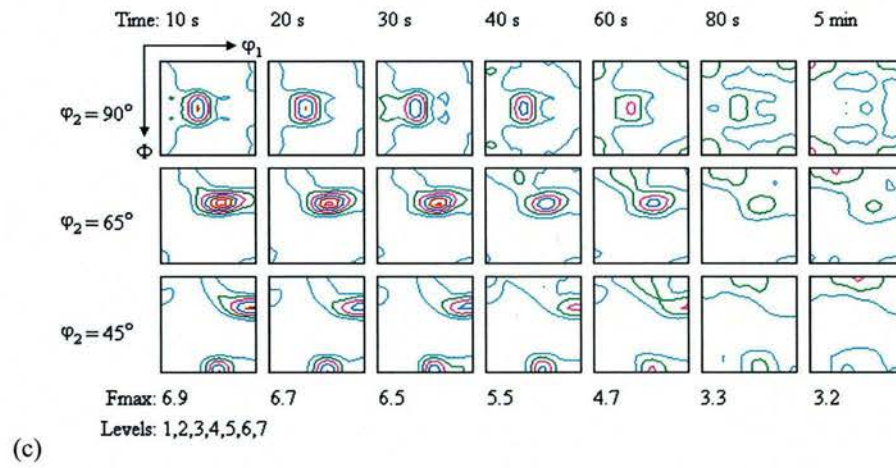 Time: 10 s 20 s 30 s 40 s 60 s 80 s 5 min
φ₁
φ₂=90°
Φ
φ₂=65°
φ₂=45°
Fmax: 6.9 6.7 6.5 5.5 4.7 3.3 3.2
Levels: 1,2,3,4,5,6,7
(c)